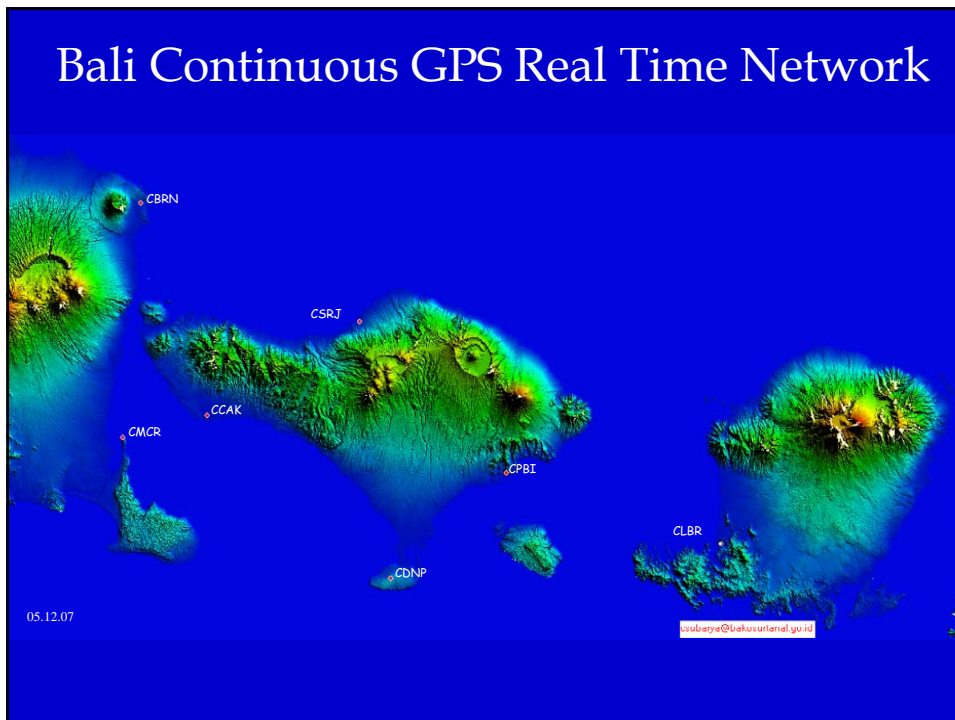 Bali Continuous GPS Real Time Network
CBRN
CSRJ
CCAK
CMCR
CPBI
CLBR
CDNP
05.12.07
csubarya@bakosurtanal.go.id